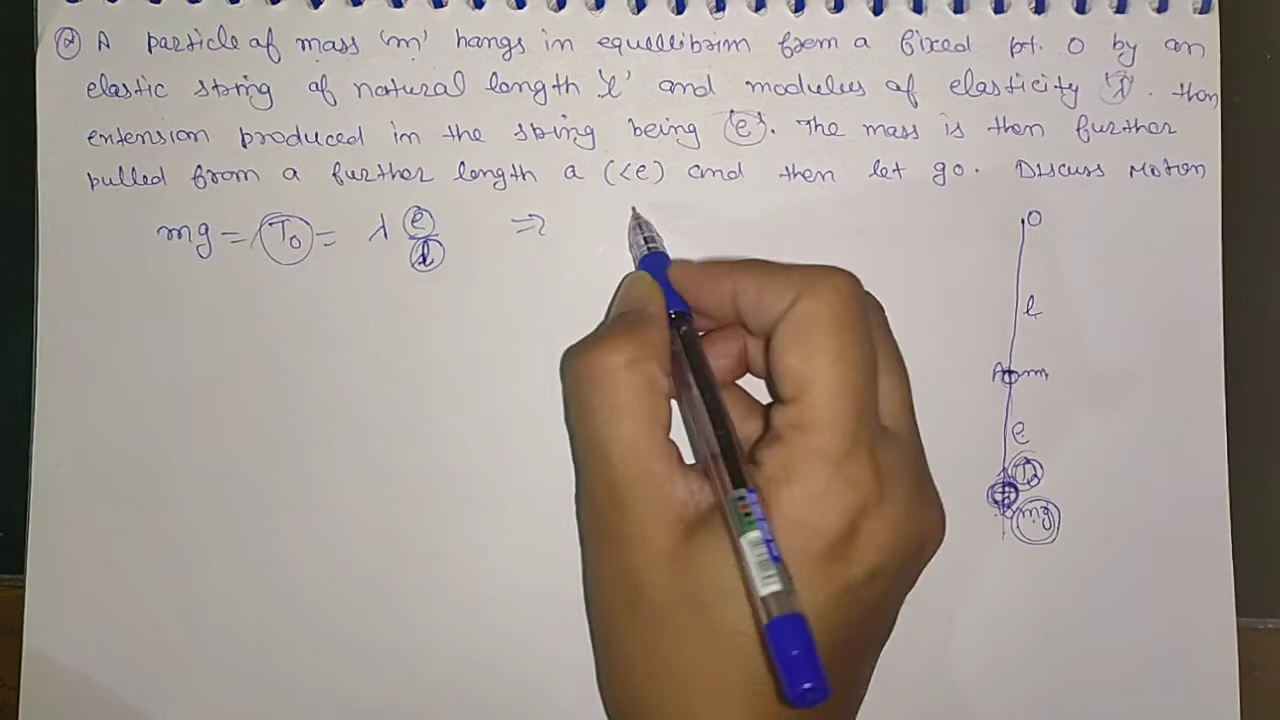 ② A particle of mass 'm' hangs in equillibrim from a fixed pt. O by an
elastic string of natural length 'l' and modulus of elasticity 'λ'. then
extension produced in the string being 'e'. The mass is then further
pulled from a further length a (<e) and then let go. Discuss Motion
mg = T₀ = λ e/l ⇒
O
l
A m
e
T₀
mg